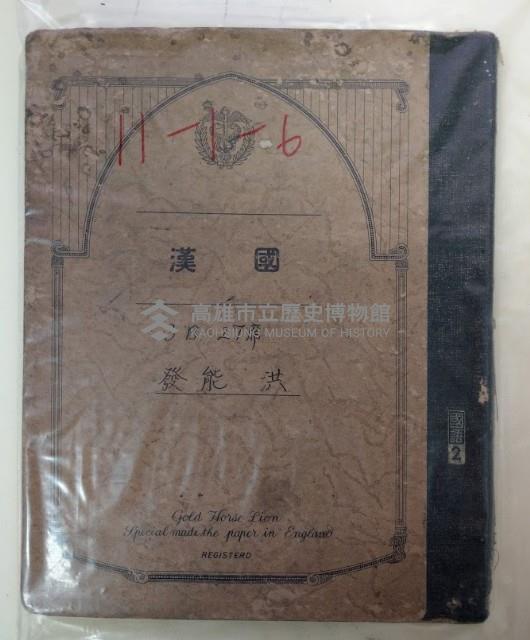 11-1-6
漢 國
高雄市立歷史博物館
KAOHSIUNG MUSEUM OF HISTORY
發 能 洪
國語
2
Gold Horse Lion
Special made the paper in England
REGISTERD